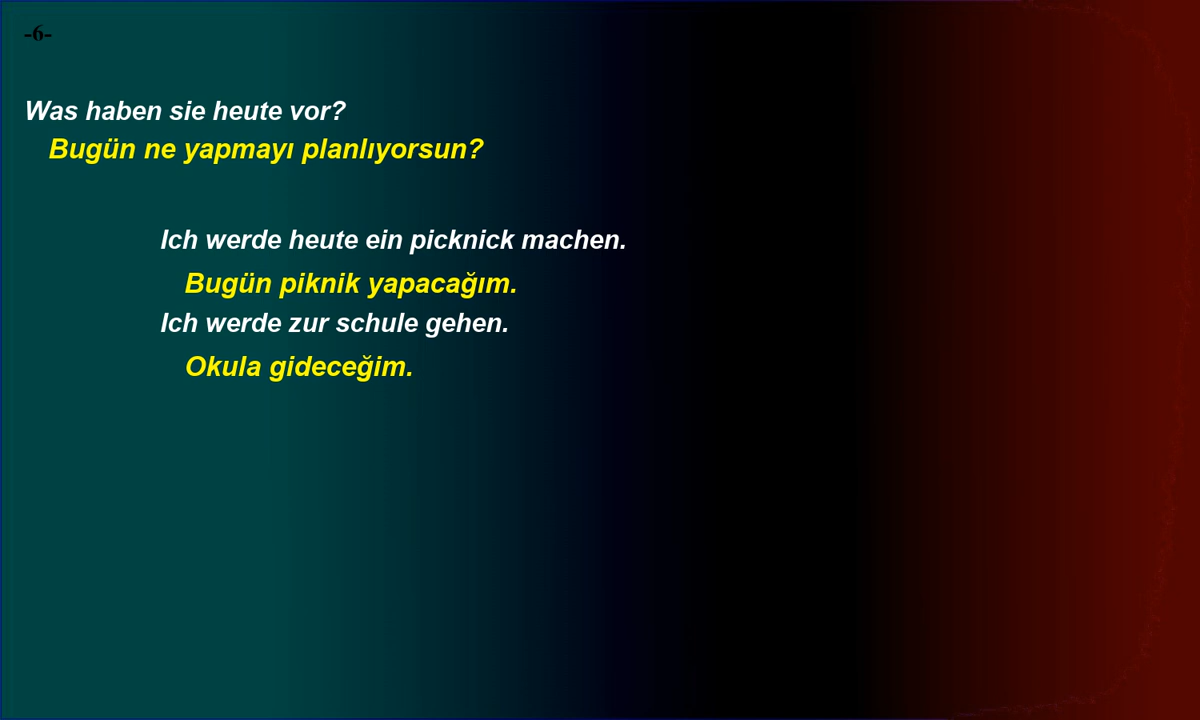 -6-
Was haben sie heute vor?
Bugün ne yapmayı planlıyorsun?
Ich werde heute ein picknick machen.
Bugün piknik yapacağım.
Ich werde zur schule gehen.
Okula gideceğim.